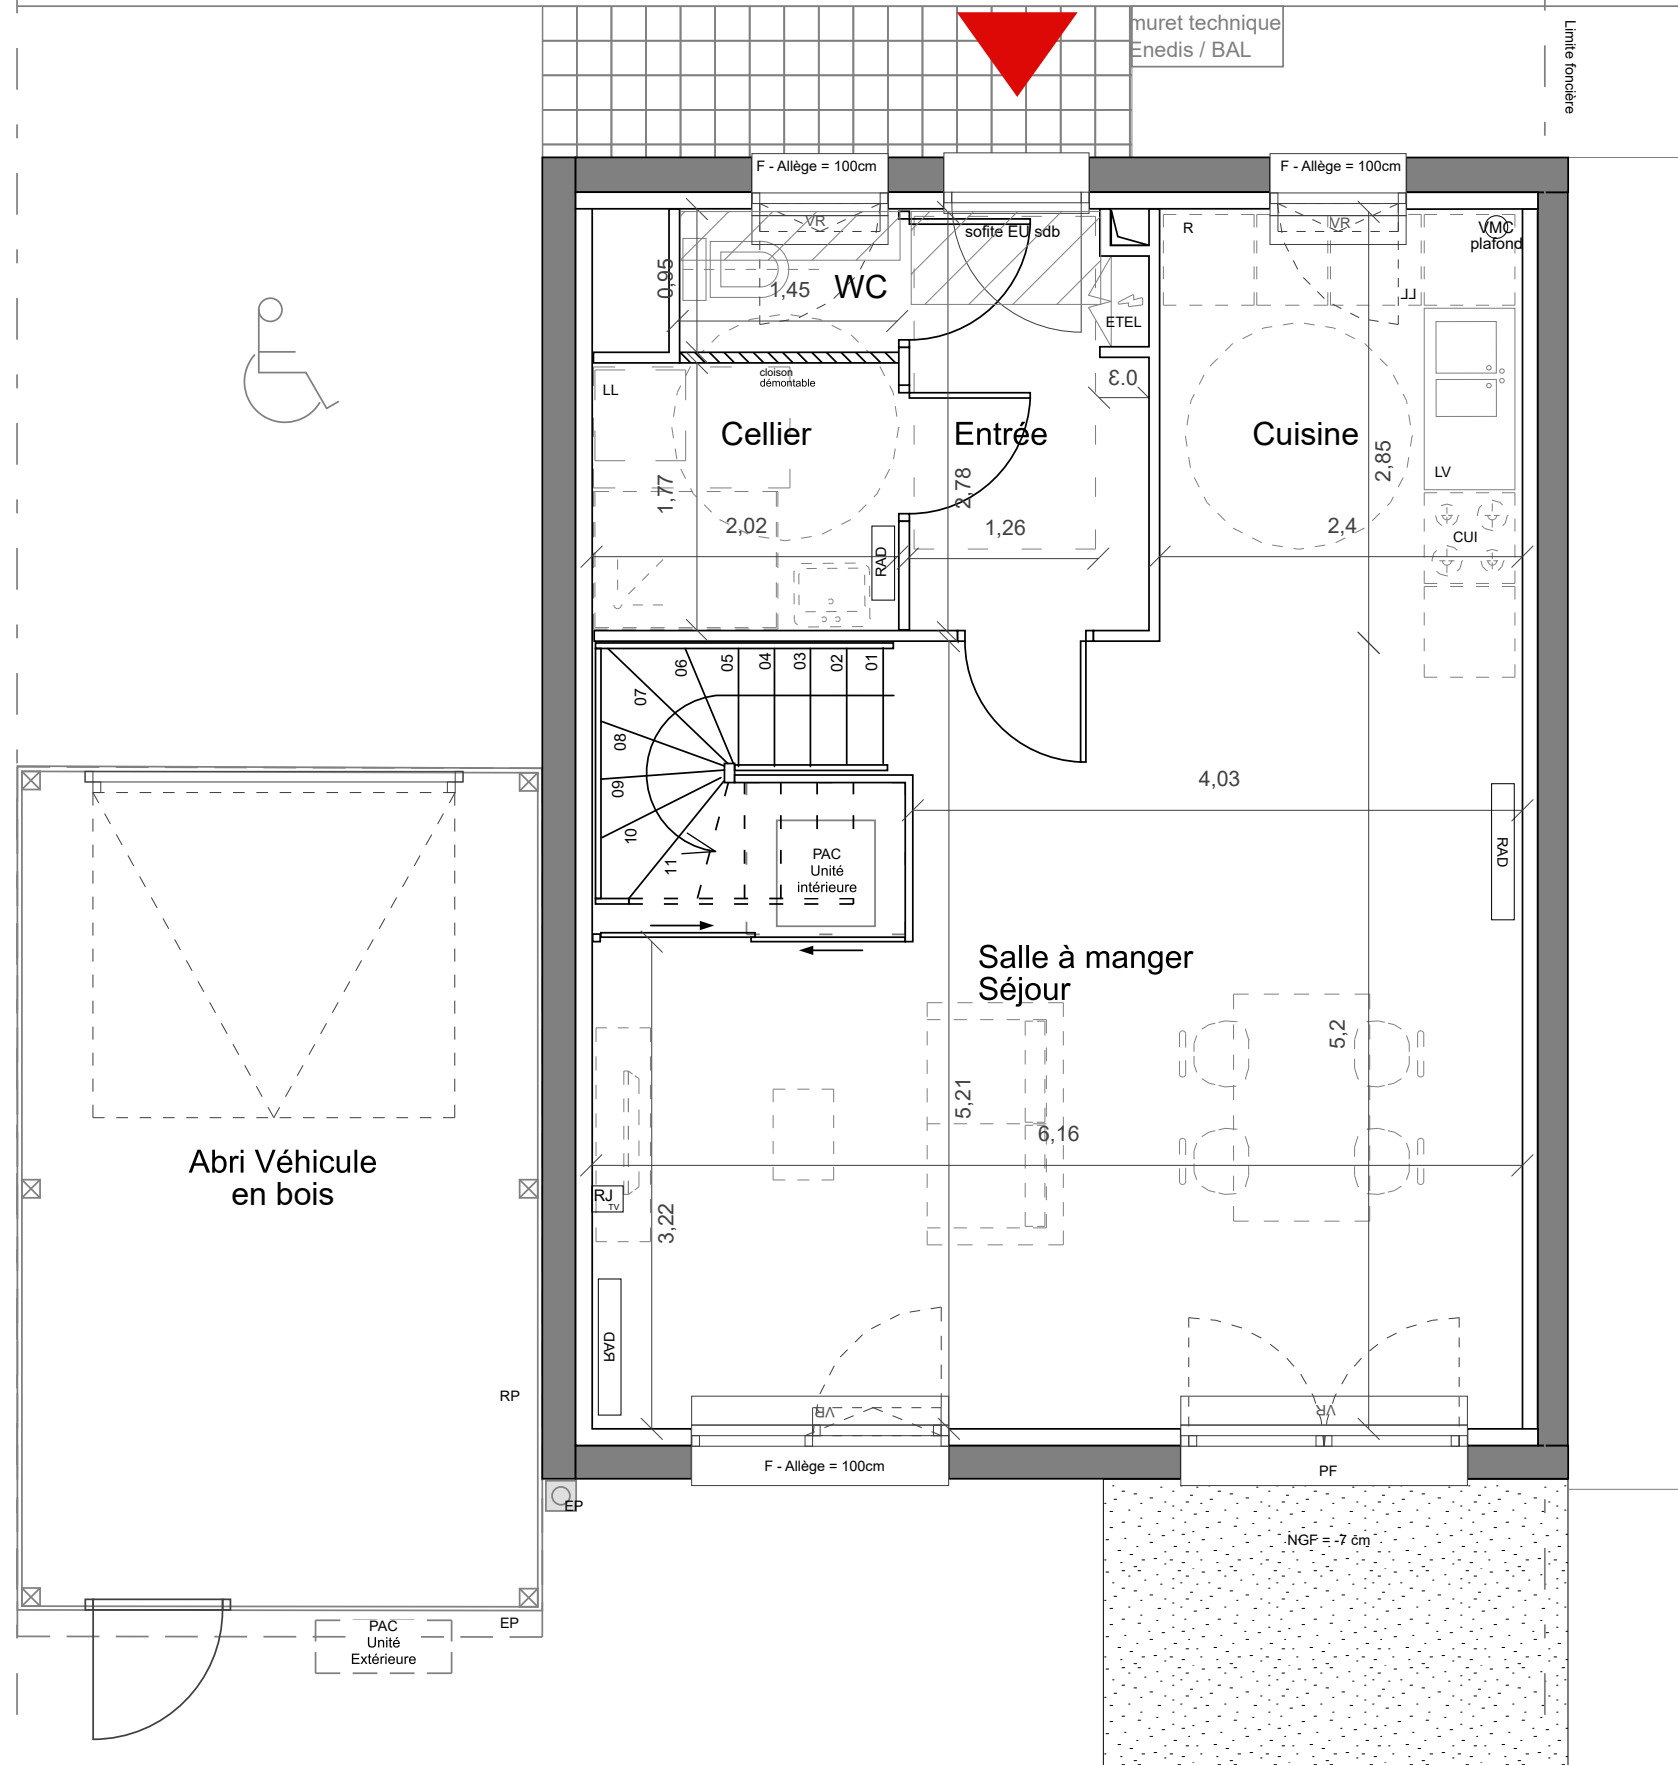 muret technique
Enedis / BAL
Limite foncière
F - Allège = 100cm
F - Allège = 100cm
VR
sofite EU sdb
R
VR
VMC
plafond
0,95
1,45
WC
LL
ETEL
cloison
démontable
LL
0.3
Cellier
Entrée
Cuisine
2,85
LV
1,77
2,78
2,02
1,26
2,4
CUI
RAD
01
02
03
04
05
06
07
08
09
10
11
4,03
PAC
Unité
intérieure
RAD
Salle à manger
Séjour
5,2
5,21
6,16
Abri Véhicule
en bois
RJ
TV
3,22
RAD
RP
VR
VR
F - Allège = 100cm
PF
EP
NGF = -7 cm
EP
PAC
Unité
Extérieure